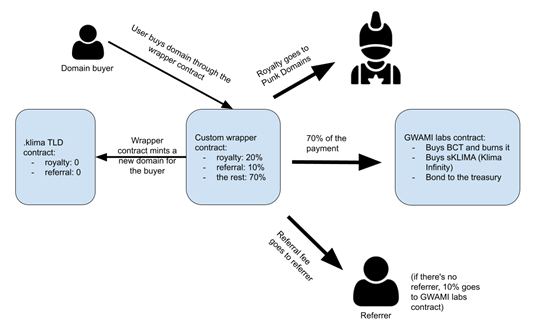 Domain buyer
User buys domain through the
wrapper contract
Royalty goes to
Punk Domains
.klima TLD
contract:
- royalty: 0
- referral: 0
Wrapper
contract mints a
new domain for
the buyer
Custom wrapper
contract:
- royalty: 20%
- referral: 10%
- the rest: 70%
70% of the
payment
GWAMI labs contract:
- Buys BCT and burns it
- Buys sKLIMA (Klima
Infinity)
- Bond to the treasury
Referral fee
goes to referrer
Referrer
(if there's no
referrer, 10% goes
to GWAMI labs
contract)